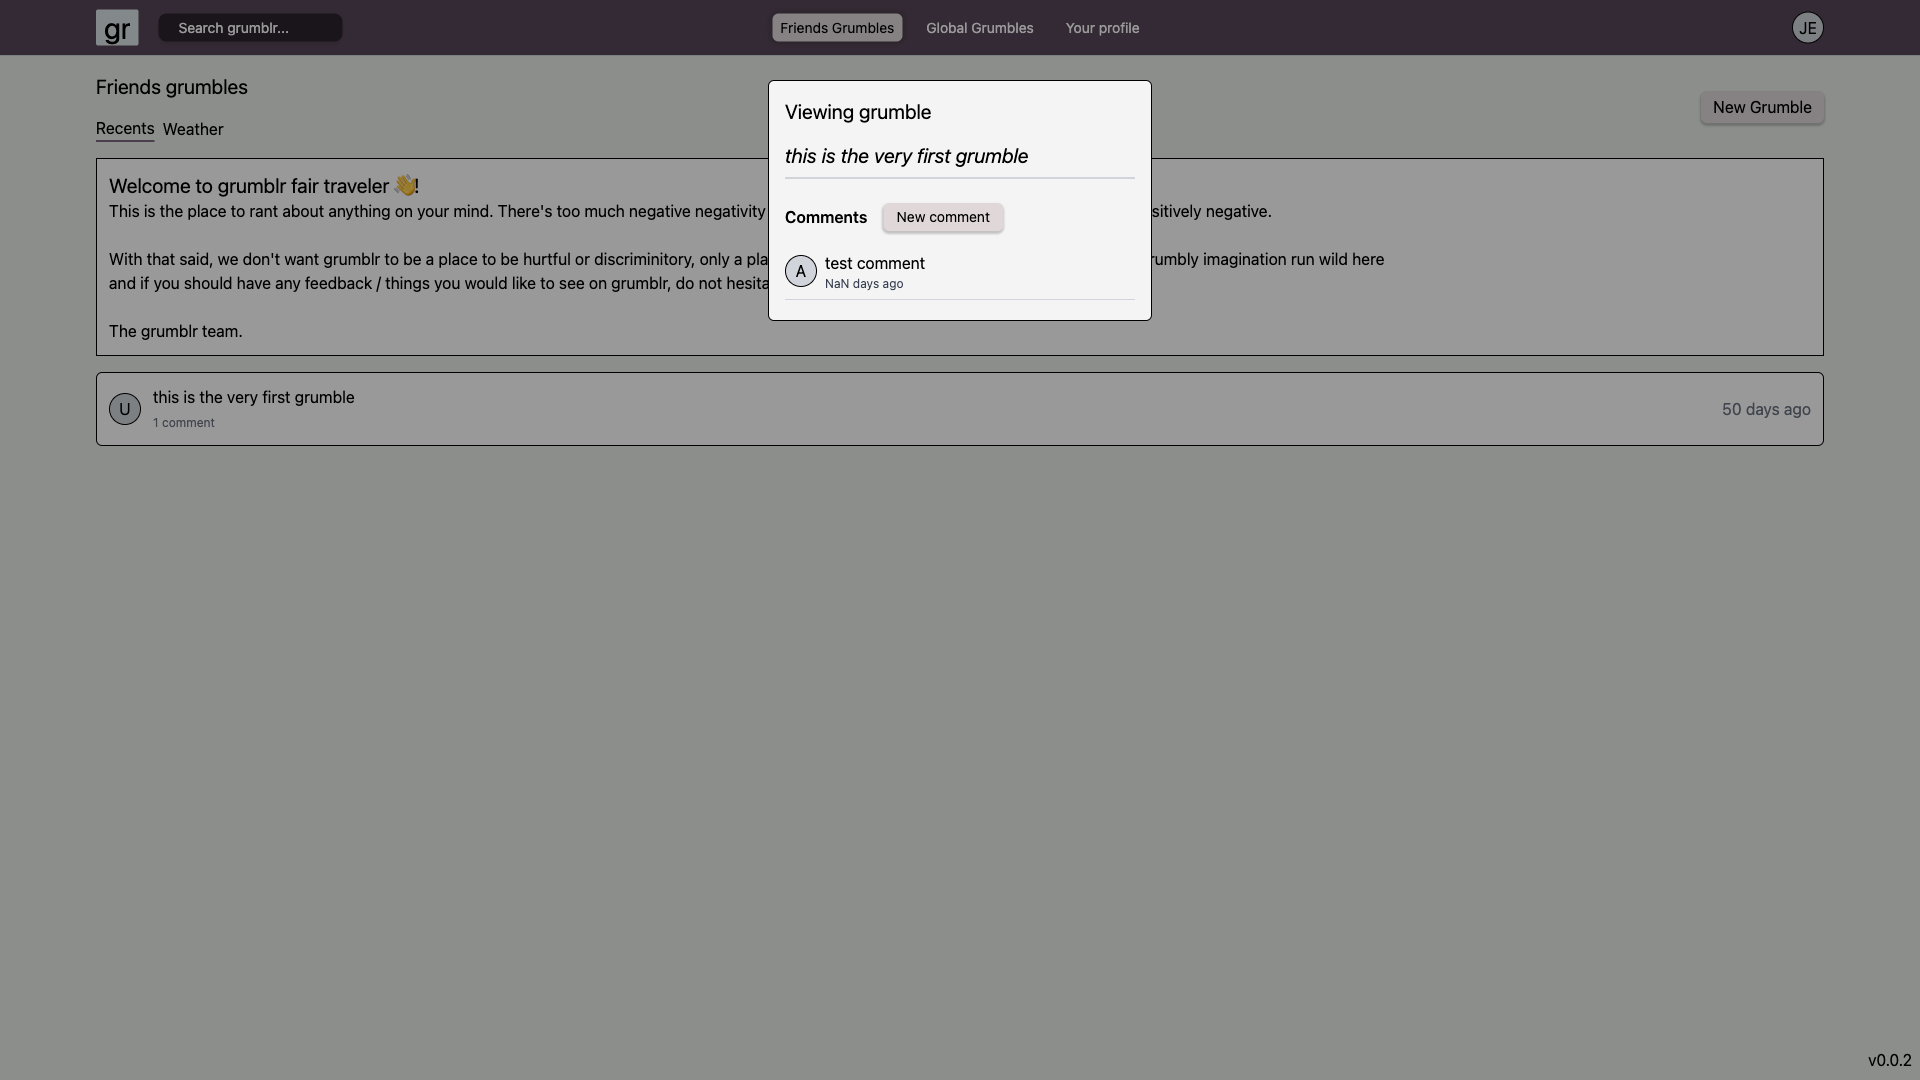 gr
Search grumblr...
Friends Grumbles
Global Grumbles
Your profile
JE
Friends grumbles
New Grumble
Recents
Weather
Viewing grumble
this is the very first grumble
Comments
New comment
A
test comment
NaN days ago
Welcome to grumblr fair traveler 👋!
This is the place to rant about anything on your mind. There's too much negative negativity sitively negative.
With that said, we don't want grumblr to be a place to be hurtful or discriminitory, only a pla rumbly imagination run wild here
and if you should have any feedback / things you would like to see on grumblr, do not hesita
The grumblr team.
U
this is the very first grumble
1 comment
50 days ago
v0.0.2